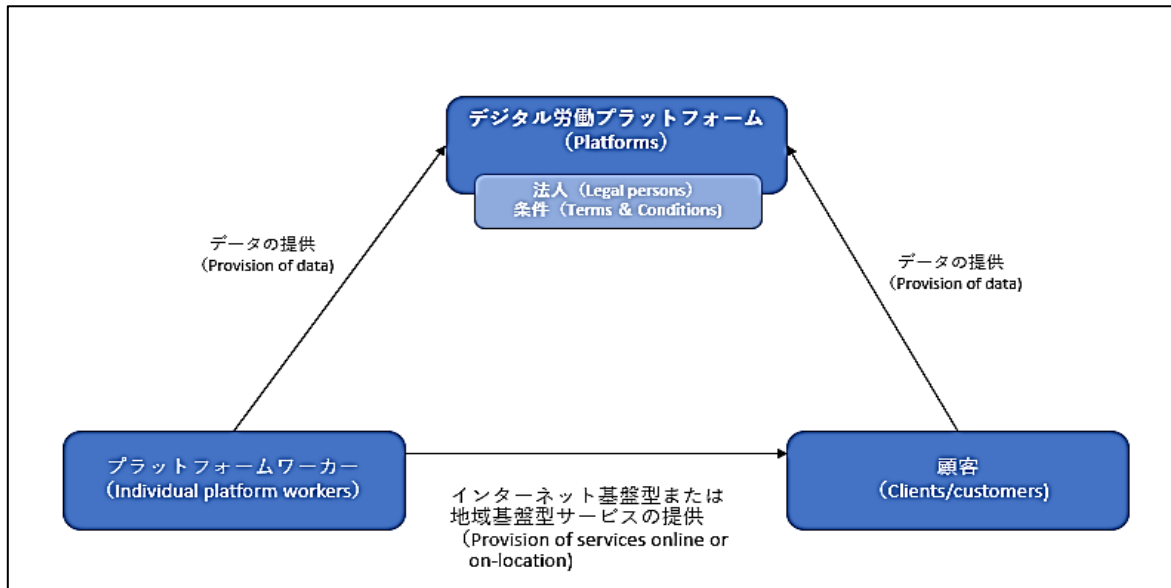 デジタル労働プラットフォーム
（Platforms）
法人（Legal persons）
条件（Terms & Conditions)
データの提供
（Provision of data)
データの提供
（Provision of data)
プラットフォームワーカー
（Individual platform workers）
インターネット基盤型または
地域基盤型サービスの提供
（Provision of services online or
on-location)
顧客
（Clients/customers)